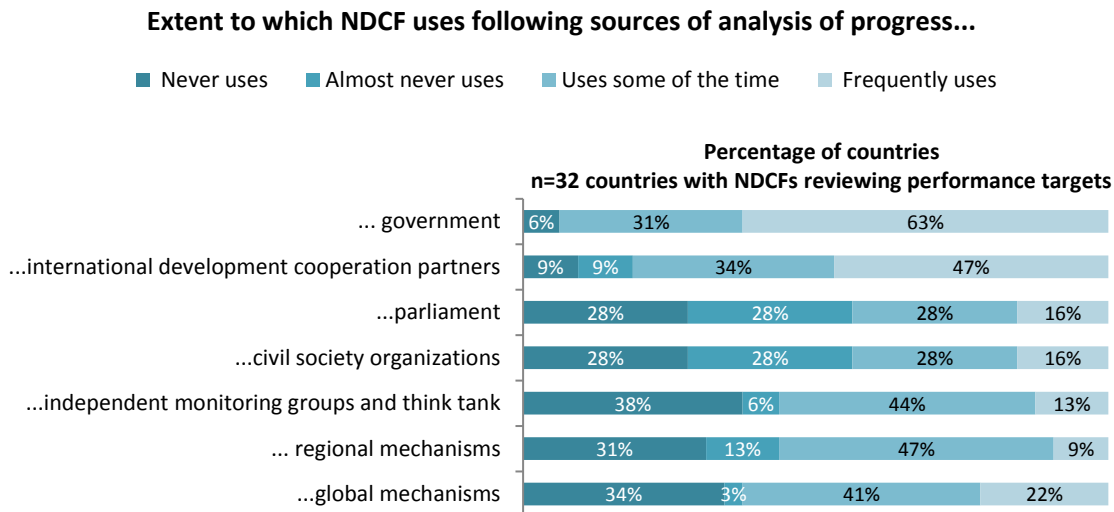 Extent to which NDCF uses following sources of analysis of progress...
Never uses Almost never uses Uses some of the time Frequently uses
Percentage of countries
n=32 countries with NDCFs reviewing performance targets
... government 6% 31% 63%
...international development cooperation partners 9% 9% 34% 47%
...parliament 28% 28% 28% 16%
...civil society organizations 28% 28% 28% 16%
...independent monitoring groups and think tank 38% 6% 44% 13%
... regional mechanisms 31% 13% 47% 9%
...global mechanisms 34% 3% 41% 22%